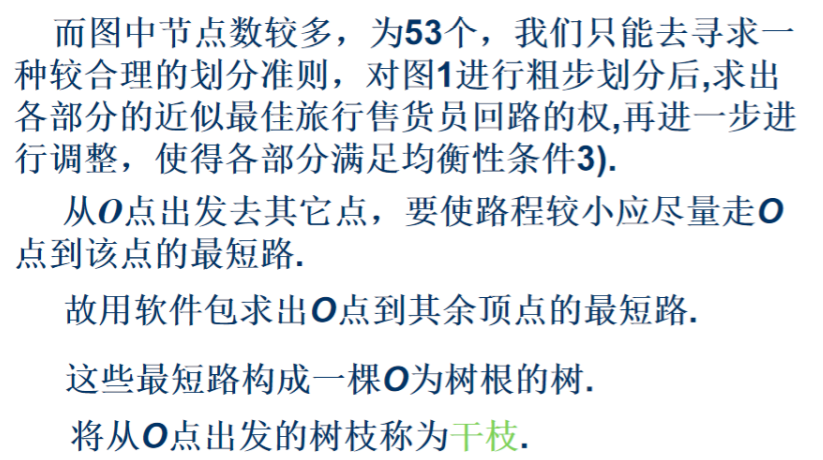 而图中节点数较多，为53个，我们只能去寻求一
种较合理的划分准则，对图1进行粗步划分后,求出
各部分的近似最佳旅行售货员回路的权,再进一步进
行调整，使得各部分满足均衡性条件3).
从O点出发去其它点，要使路程较小应尽量走O
点到该点的最短路.
故用软件包求出O点到其余顶点的最短路.
这些最短路构成一棵O为树根的树.
将从O点出发的树枝称为干枝.